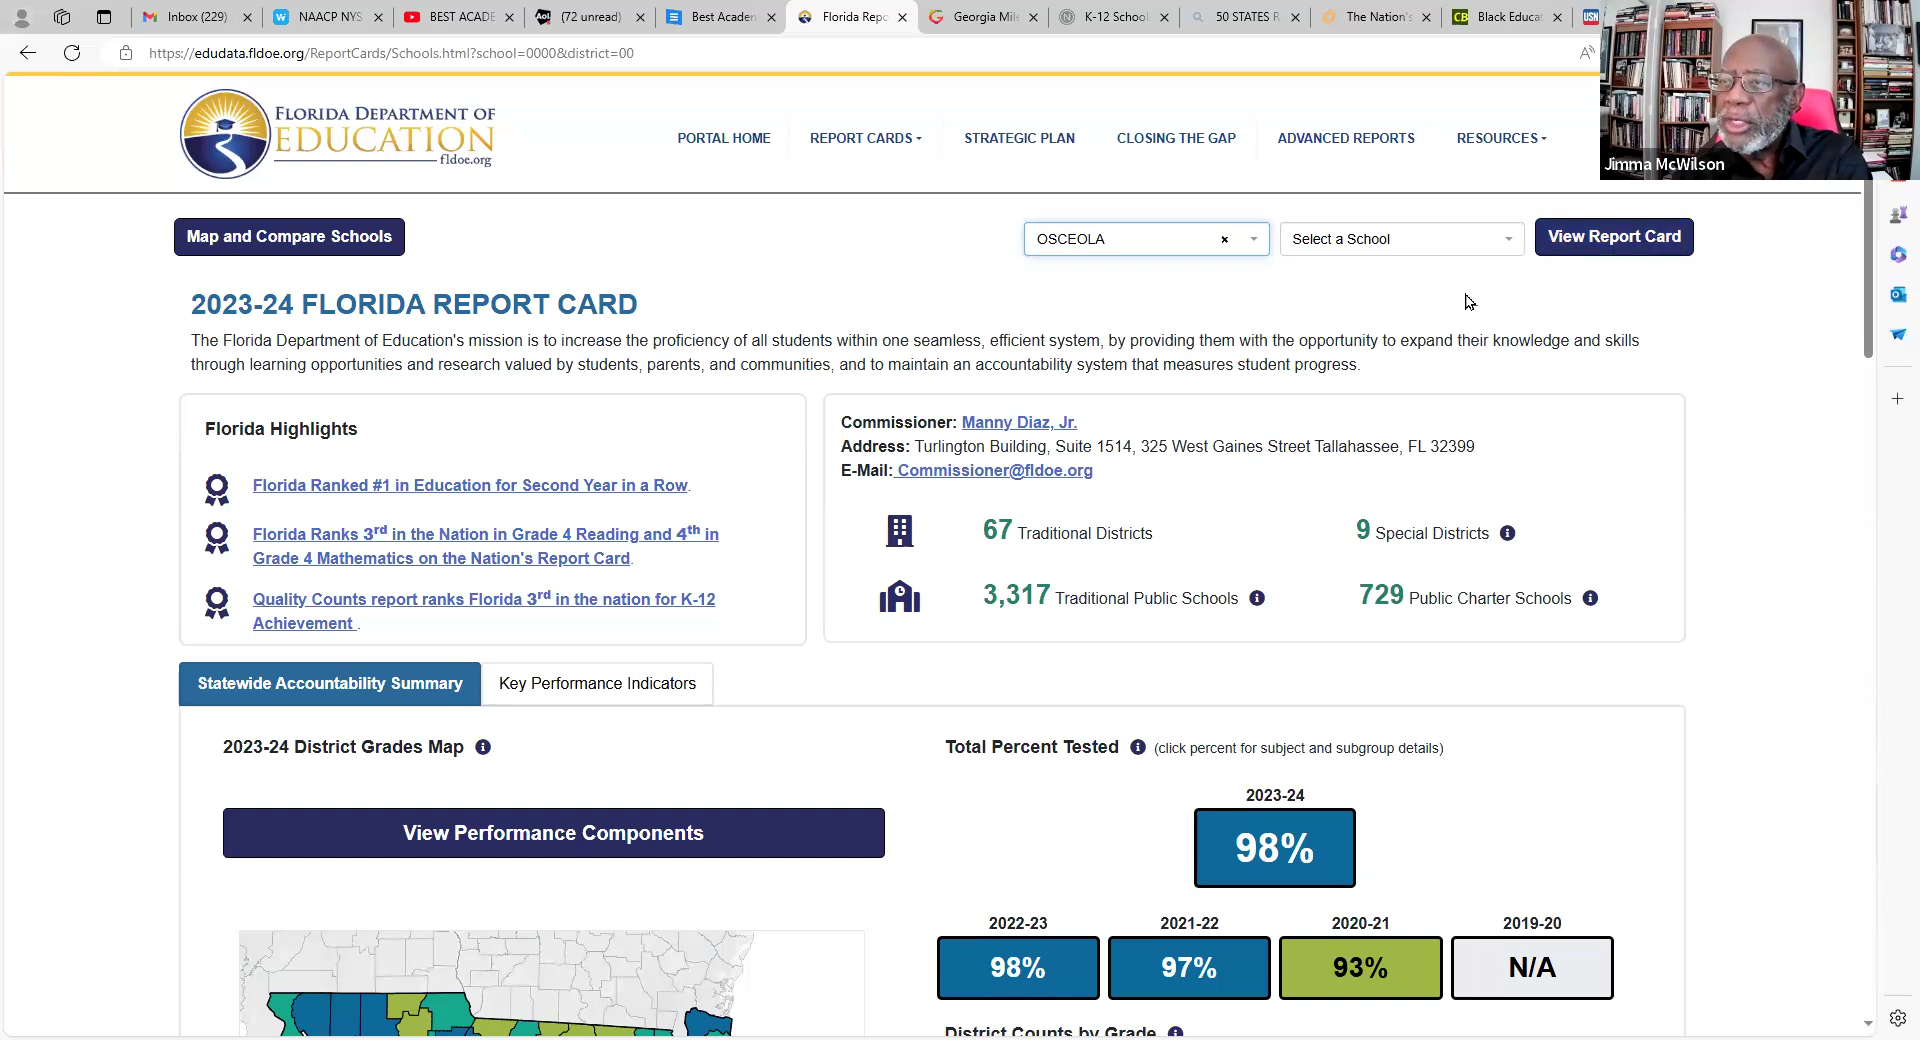 Inbox (229)
NAACP NYS
BEST ACADE
Aol
(72 unread)
Best Academ
Florida Repo
Georgia Mil
K-12 School
50 STATES R
The Nation's
CB
Black Educat
USN
https://edudata.fldoe.org/ReportCards/Schools.html?school=0000&district=00
FLORIDA DEPARTMENT OF
EDUCATION
fldoe.org
PORTAL HOME
REPORT CARDS
STRATEGIC PLAN
CLOSING THE GAP
ADVANCED REPORTS
RESOURCES
Jimma McWilson
Map and Compare Schools
OSCEOLA
Select a School
View Report Card
2023-24 FLORIDA REPORT CARD
The Florida Department of Education's mission is to increase the proficiency of all students within one seamless, efficient system, by providing them with the opportunity to expand their knowledge and skills
through learning opportunities and research valued by students, parents, and communities, and to maintain an accountability system that measures student progress.
Florida Highlights
Florida Ranked #1 in Education for Second Year in a Row.
Florida Ranks 3rd in the Nation in Grade 4 Reading and 4th in
Grade 4 Mathematics on the Nation's Report Card.
Quality Counts report ranks Florida 3rd in the nation for K-12
Achievement .
Commissioner: Manny Diaz, Jr.
Address: Turlington Building, Suite 1514, 325 West Gaines Street Tallahassee, FL 32399
E-Mail: Commissioner@fldoe.org
67 Traditional Districts
9 Special Districts
3,317 Traditional Public Schools
729 Public Charter Schools
Statewide Accountability Summary
Key Performance Indicators
2023-24 District Grades Map
View Performance Components
Total Percent Tested (click percent for subject and subgroup details)
2023-24
98%
2022-23
98%
2021-22
97%
2020-21
93%
2019-20
N/A
District Counts by Grade